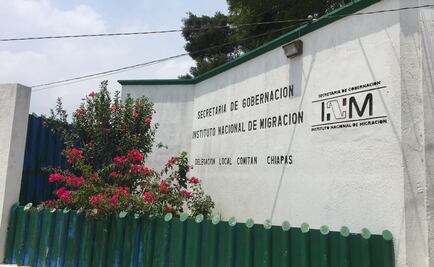 SECRETARIA DE GOBERNACION
INSTITUTO NACIONAL DE MIGRACION
DELEGACION LOCAL COMITAN CHIAPAS
SECRETARIA DE GOBERNACION
INM
INSTITUTO NACIONAL DE MIGRACION